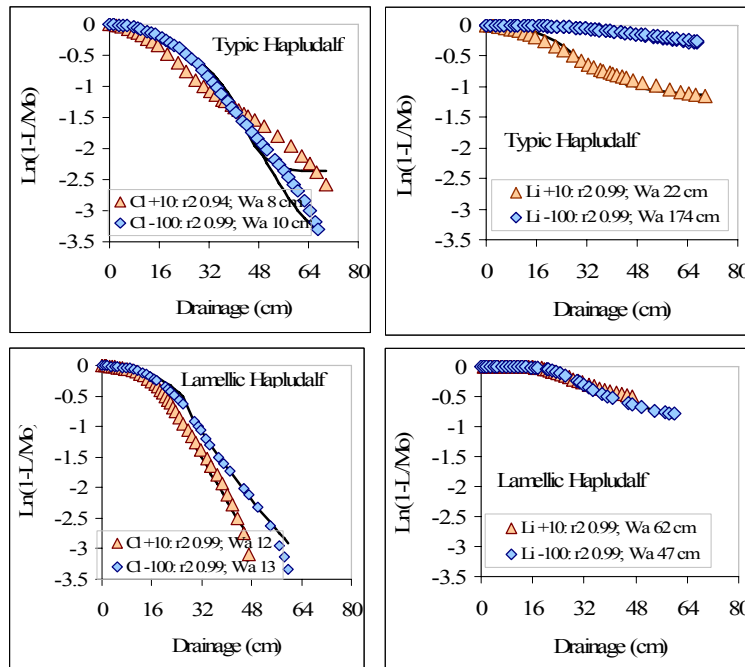 Typic Hapludalf
Ln(1-L/Mo)
0
-0.5
-1
-1.5
-2
-2.5
-3
-3.5
Cl +10: r2 0.94; Wa 8 cm
Cl -100: r2 0.99; Wa 10 cm
0 16 32 48 64 80
Drainage (cm)
Ln(1-L/Mo)
0
-0.5
-1
-1.5
-2
-2.5
-3
-3.5
Typic Hapludalf
Li +10: r2 0.99; Wa 22 cm
Li -100: r2 0.99; Wa 174 cm
0 16 32 48 64 80
Drainage (cm)
Lamellic Hapludalf
Ln(1-L/Mo)
0
-0.5
-1
-1.5
-2
-2.5
-3
-3.5
Cl +10: r2 0.99; Wa 12
Cl -100: r2 0.99; Wa 13
0 16 32 48 64 80
Drainage (cm)
Ln(1-L/Mo)
0
-0.5
-1
-1.5
-2
-2.5
-3
-3.5
Lamellic Hapludalf
Li +10: r2 0.99; Wa 62 cm
Li -100: r2 0.99; Wa 47 cm
0 16 32 48 64 80
Drainage (cm)